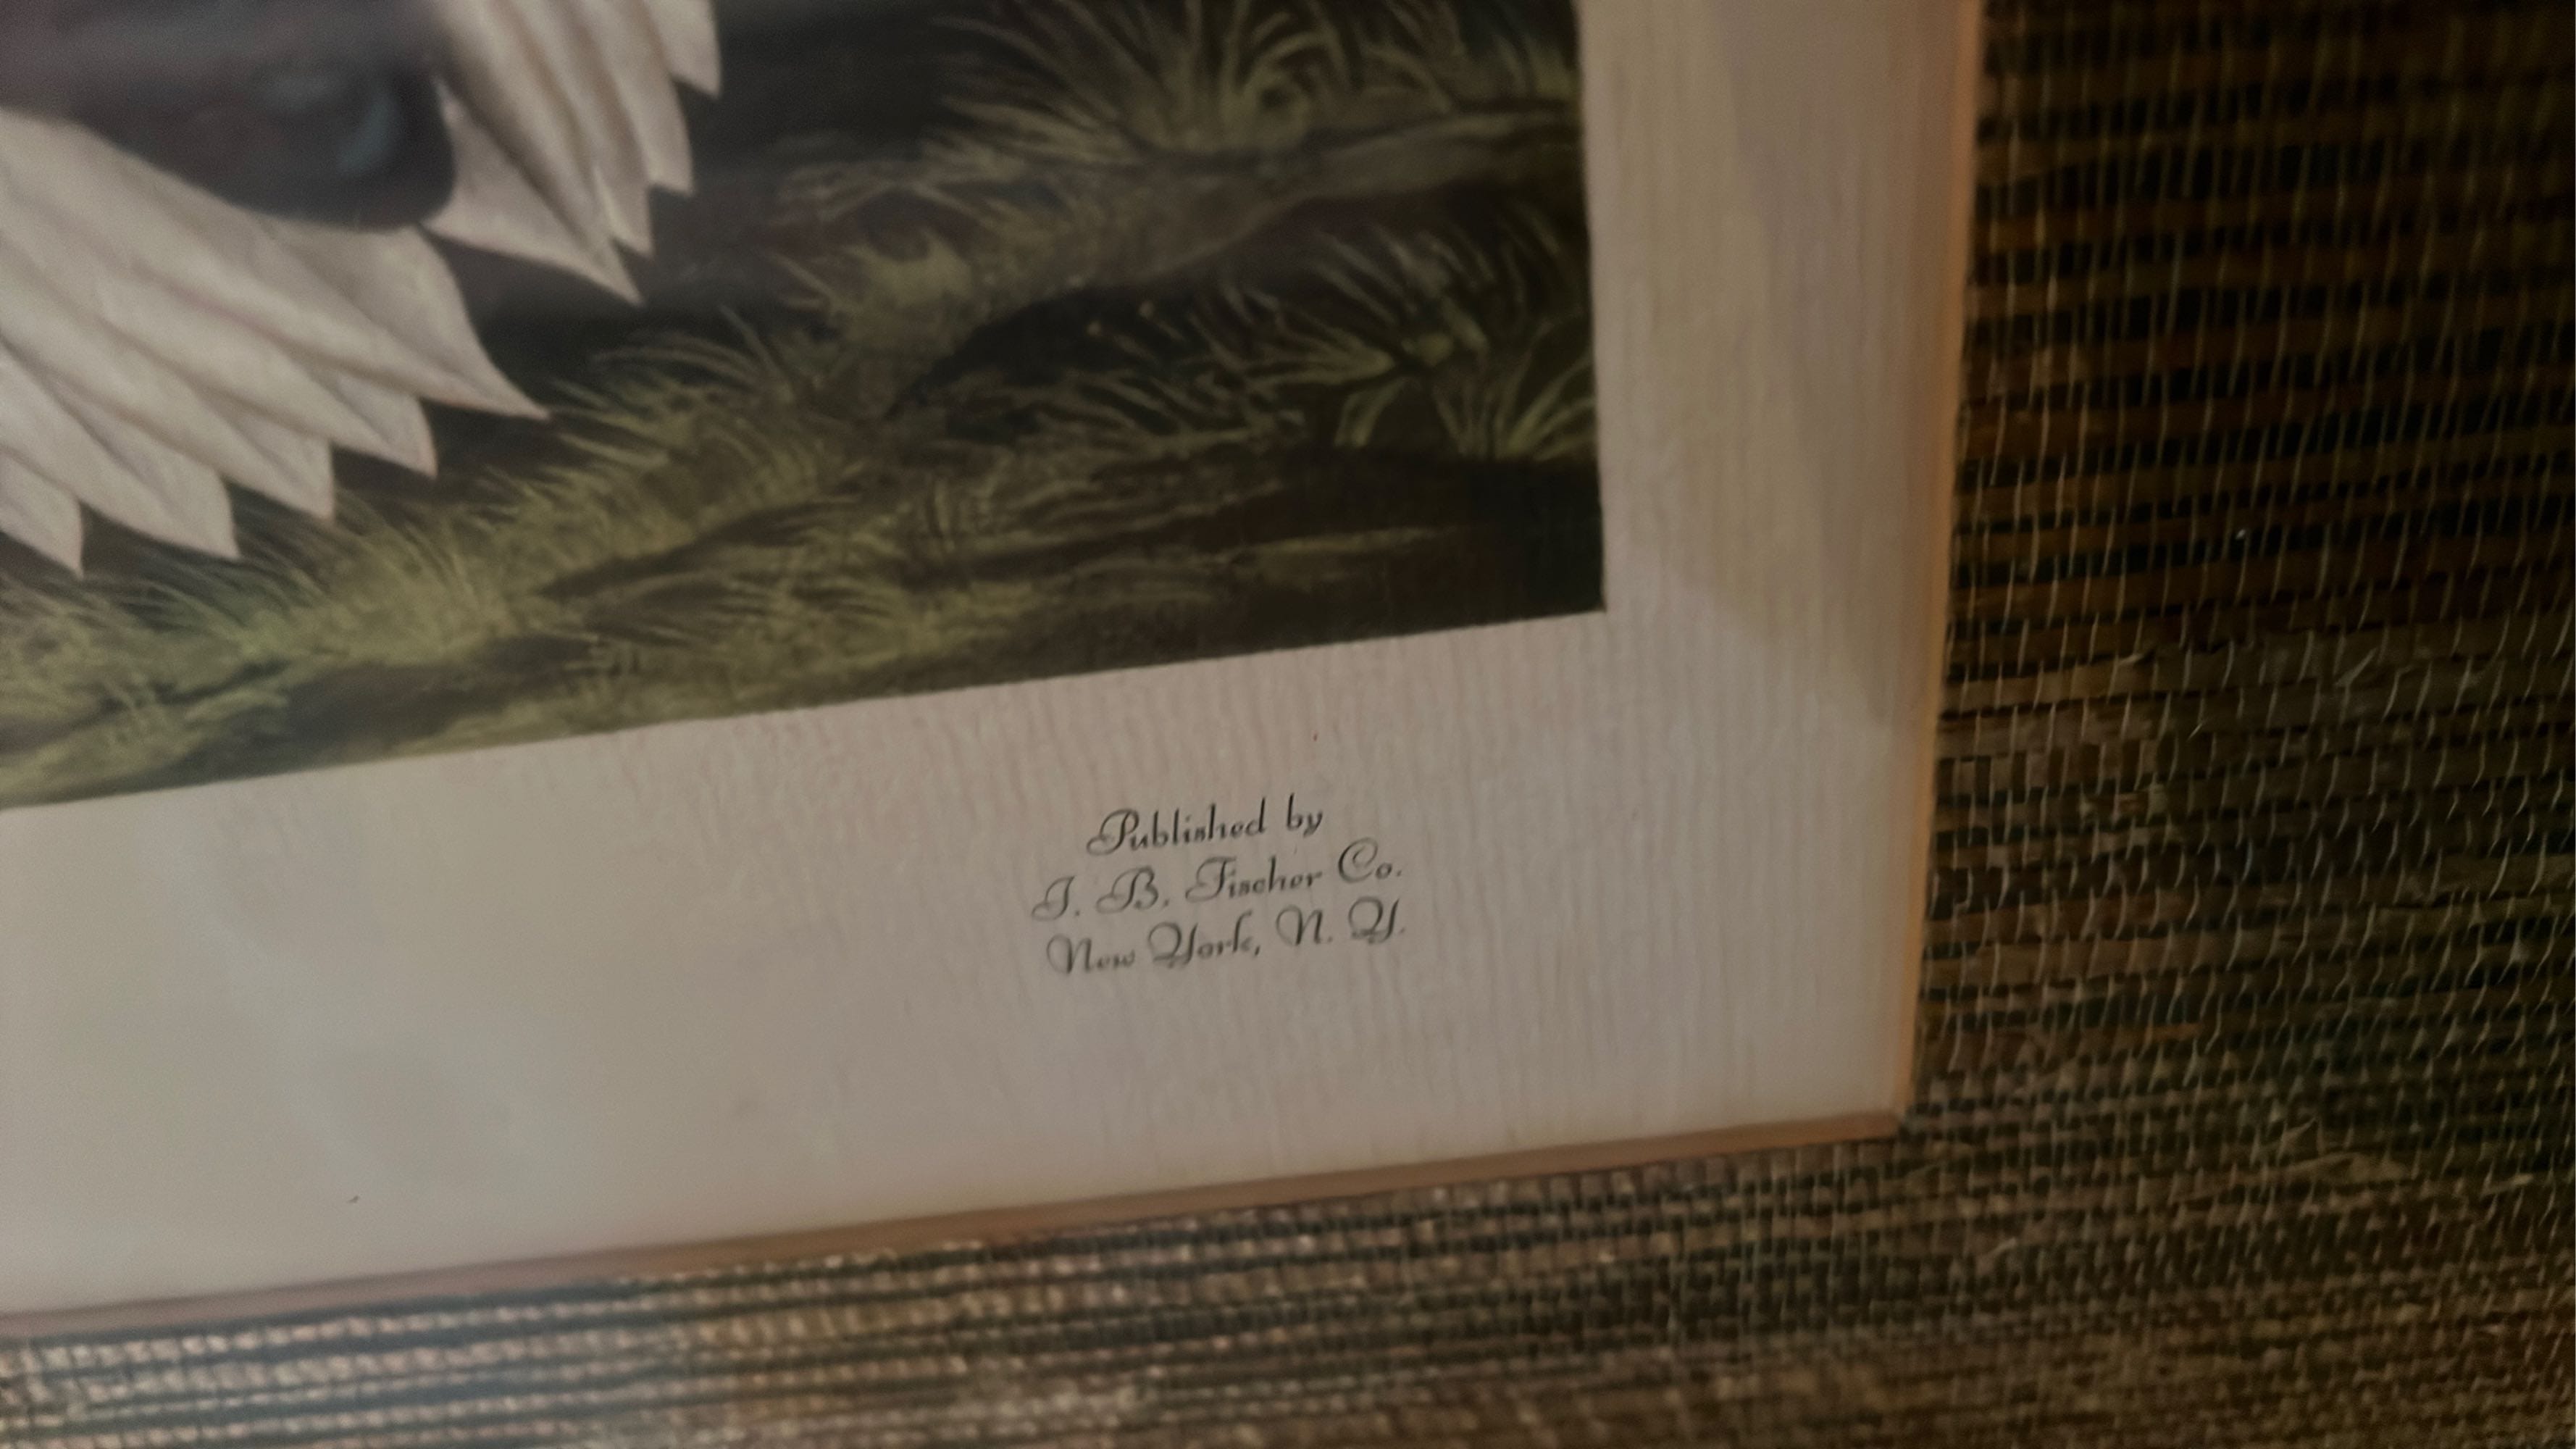 Published by
I. B. Fischer Co.
New York, N. Y.